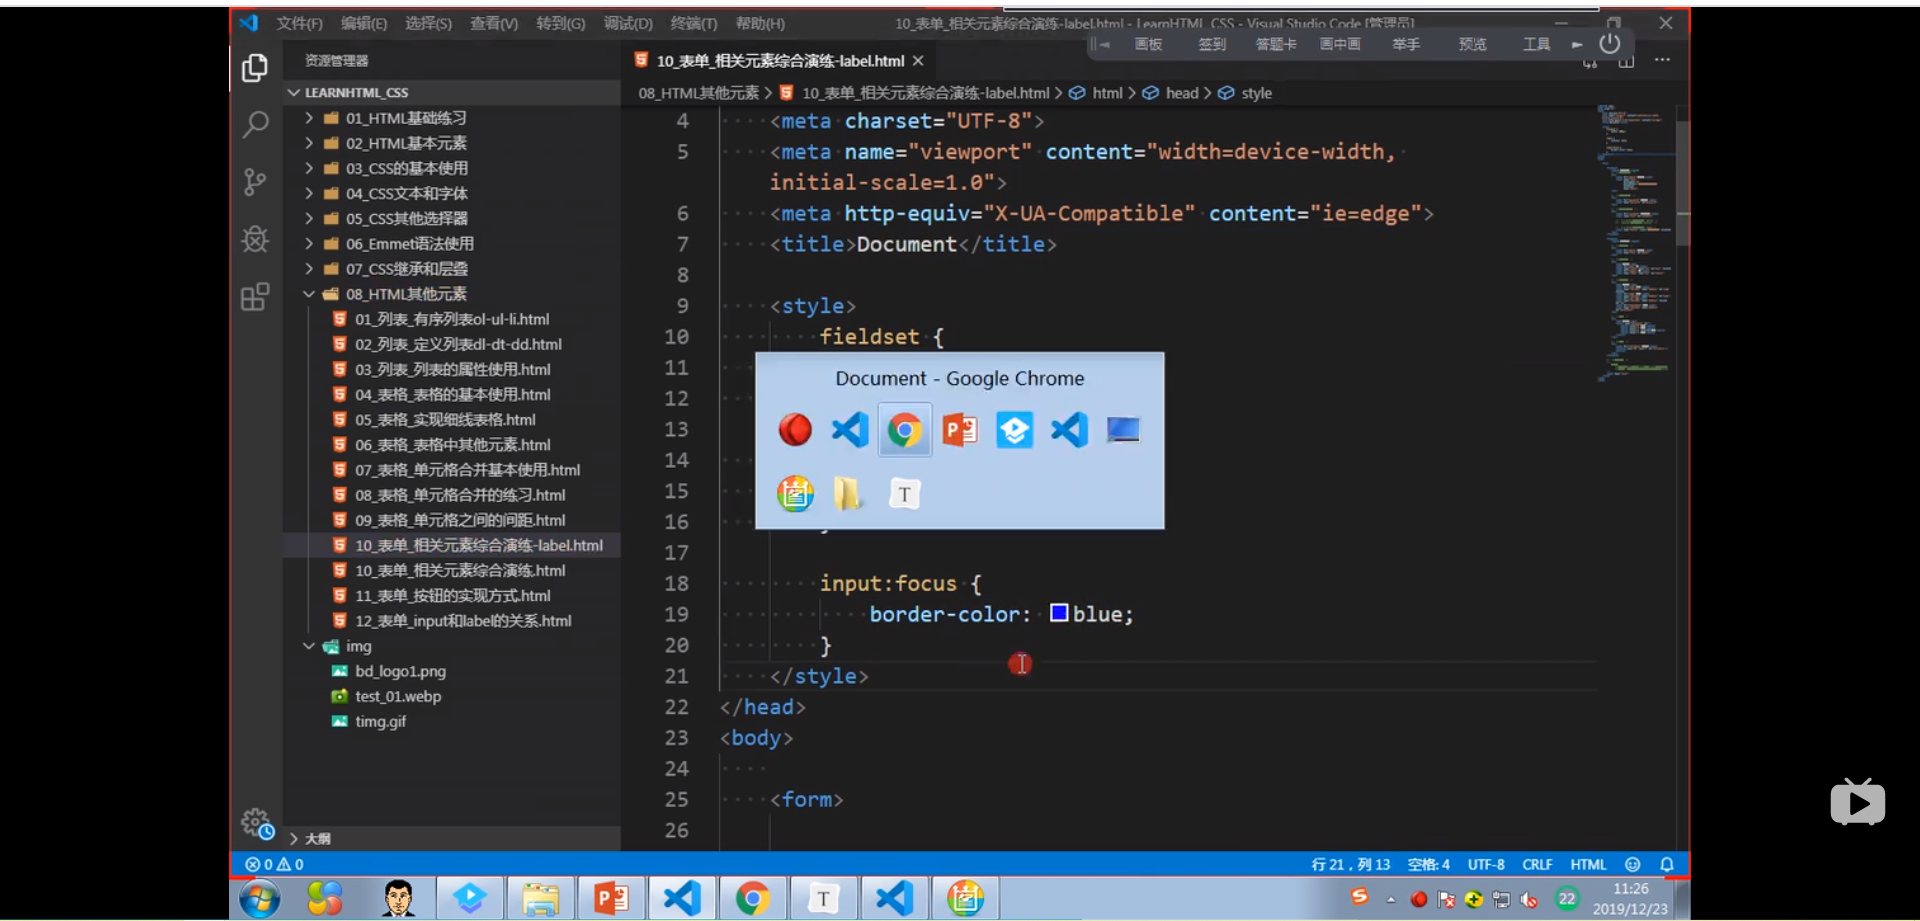 文件(F) 编辑(E) 选择(S) 查看(V) 转到(G) 调试(D) 终端(T) 帮助(H) 10_表单_相关元素综合演练-label.html - LearnHTML_CSS - Visual Studio Code [管理员]
画板 签到 答题卡 画中画 举手 预览 工具
资源管理器
10_表单_相关元素综合演练-label.html
08_HTML其他元素 > 10_表单_相关元素综合演练-label.html > html > head > style
LEARNHTML_CSS
01_HTML基础练习
02_HTML基本元素
03_CSS的基本使用
04_CSS文本和字体
05_CSS其他选择器
06_Emmet语法使用
07_CSS继承和层叠
08_HTML其他元素
01_列表_有序列表ol-ul-li.html
02_列表_定义列表dl-dt-dd.html
03_列表_列表的属性使用.html
04_表格_表格的基本使用.html
05_表格_实现细线表格.html
06_表格_表格中其他元素.html
07_表格_单元格合并基本使用.html
08_表格_单元格合并的练习.html
09_表格_单元格之间的间距.html
10_表单_相关元素综合演练-label.html
10_表单_相关元素综合演练.html
11_表单_按钮的实现方式.html
12_表单_input和label的关系.html
img
bd_logo1.png
test_01.webp
timg.gif
大纲
4 <meta charset="UTF-8">
5 <meta name="viewport" content="width=device-width,
initial-scale=1.0">
6 <meta http-equiv="X-UA-Compatible" content="ie=edge">
7 <title>Document</title>
8
9 <style>
10 fieldset {
11
12
13
14
15
16
17
18 input:focus {
19 border-color: blue;
20 }
21 </style>
22 </head>
23 <body>
24
25 <form>
26
Document - Google Chrome
T
0 0
行 21，列 13 空格: 4 UTF-8 CRLF HTML
T
22
11:26
2019/12/23